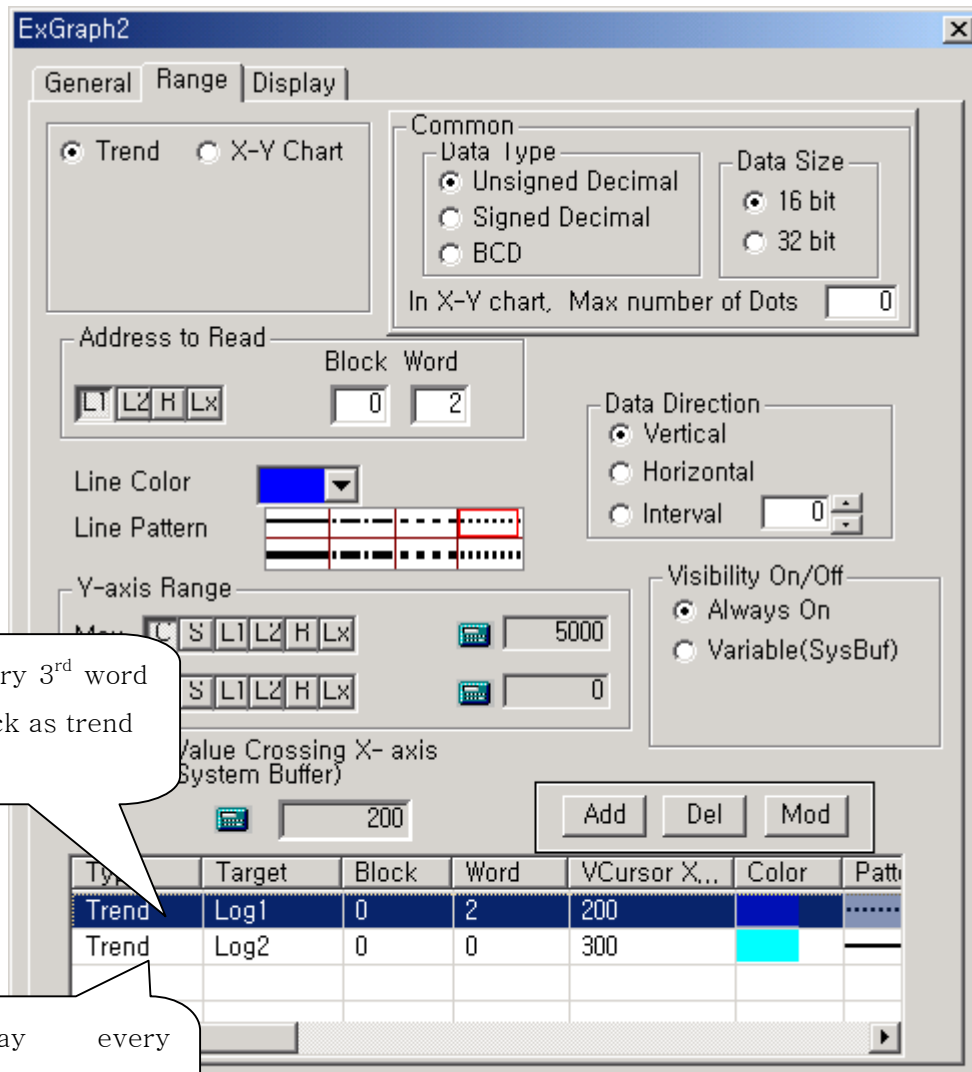 ExGraph2
General Range Display
Trend X-Y Chart
Common
Data Type
Unsigned Decimal
Signed Decimal
BCD
Data Size
16 bit
32 bit
In X-Y chart, Max number of Dots 0
Address to Read
Block Word
L1 L2 R Lx 0 2
Data Direction
Vertical
Horizontal
Interval 0
Line Color
Line Pattern
Y-axis Range
C S L1 L2 R Lx 5000
S L1 L2 R Lx 0
Visibility On/Off
Always On
Variable(SysBuf)
ry 3rd word
ck as trend
Value Crossing X- axis
System Buffer)
200
Add Del Mod
Target Block Word VCursor X... Color
Trend Log1 0 2 200
Trend Log2 0 0 300
ay every